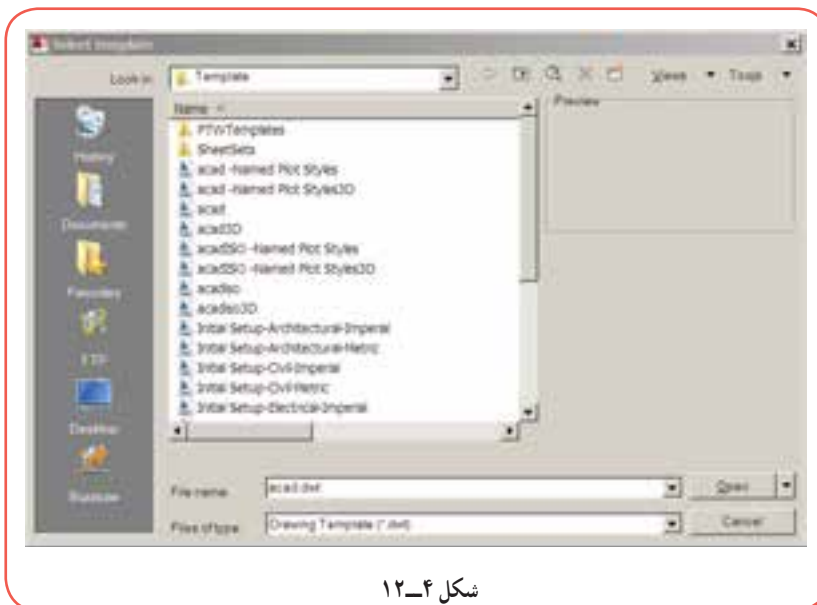 Select template
Look in:
Template
Views
Tools
Name
Preview
PTWTemplates
SheetSets
acad -Named Plot Styles
acad -Named Plot Styles3D
acad
acad3D
acadISO -Named Plot Styles
acadISO -Named Plot Styles3D
acadiso
acadiso3D
Initial Setup-Architectural-Imperial
Initial Setup-Architectural-Metric
Initial Setup-Civil-Imperial
Initial Setup-Civil-Metric
Initial Setup-Electrical-Imperial
History
Documents
Favorites
FTP
Desktop
Buzzsaw
File name:
acad.dwt
Open
Files of type:
Drawing Template (*.dwt)
Cancel
شکل ۴ــ۱۲